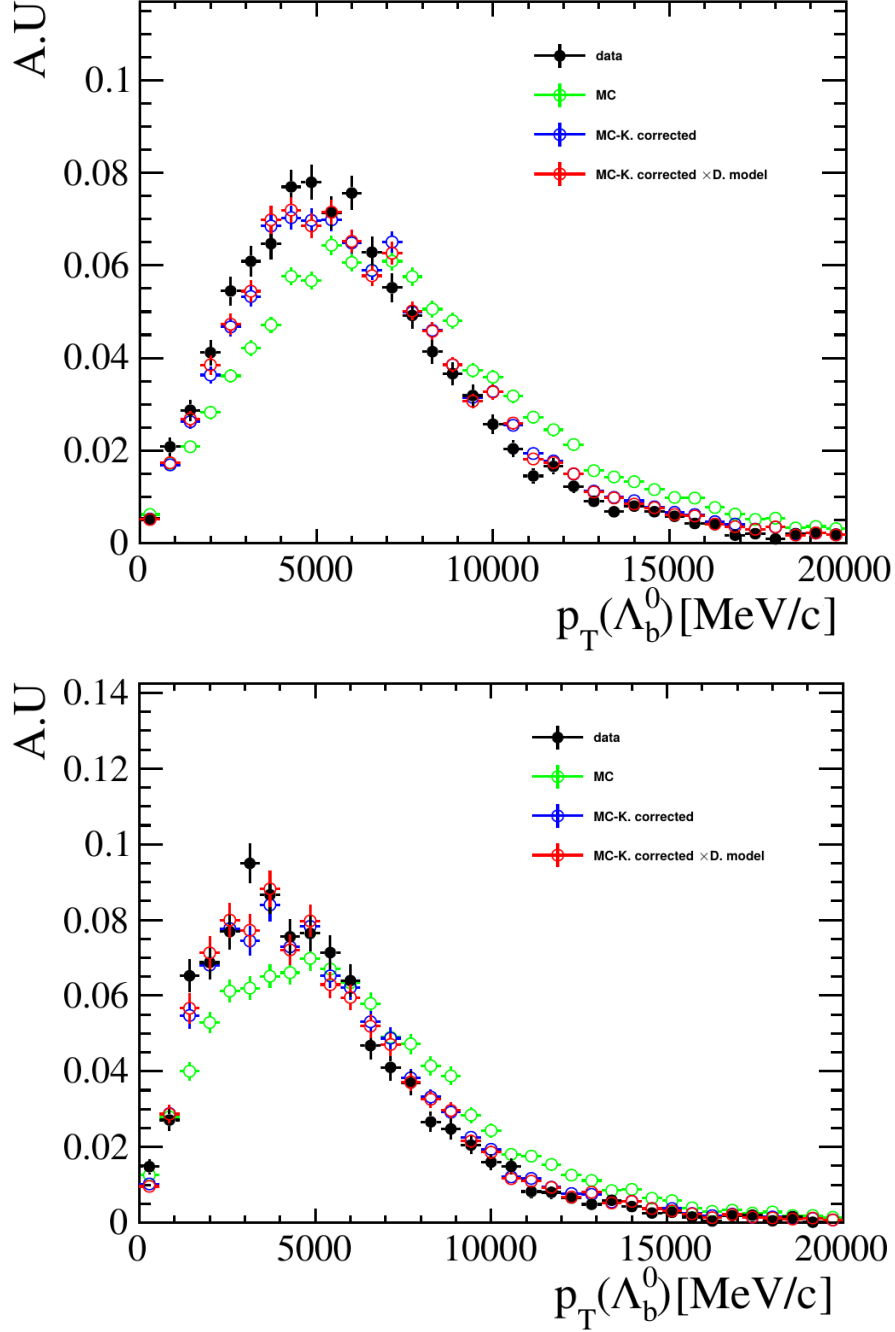 A.U
0.1
0.08
0.06
0.04
0.02
0
data
MC
MC-K. corrected
MC-K. corrected ×D. model
0 5000 10000 15000 20000
p_T(Λ_b^0)[MeV/c]
A.U
0.14
0.12
0.1
0.08
0.06
0.04
0.02
0
data
MC
MC-K. corrected
MC-K. corrected ×D. model
0 5000 10000 15000 20000
p_T(Λ_b^0)[MeV/c]